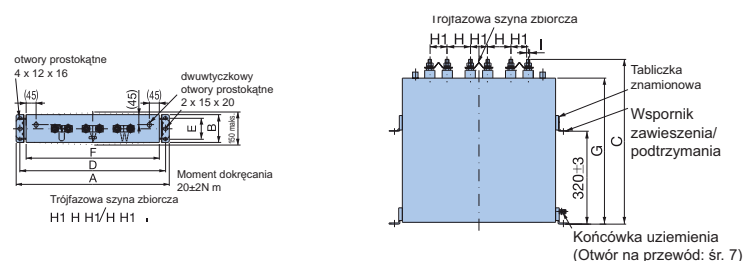 otwory prostokątne
4 x 12 x 16
(45)
(45)
(45)
dwuwtyczkowy
otwory prostokątne
2 x 15 x 20
E
B
150 maks.
F
D
A
Moment dokręcania
20±2N m
Trójfazowa szyna zbiorcza
H1 H H1/H H1
Trójfazowa szyna zbiorcza
H1 H H1 H H1
I
Tabliczka
znamionowa
Wspornik
zawieszenia/
podtrzymania
320±3
G
C
Końcówka uziemienia
(Otwór na przewód: śr. 7)